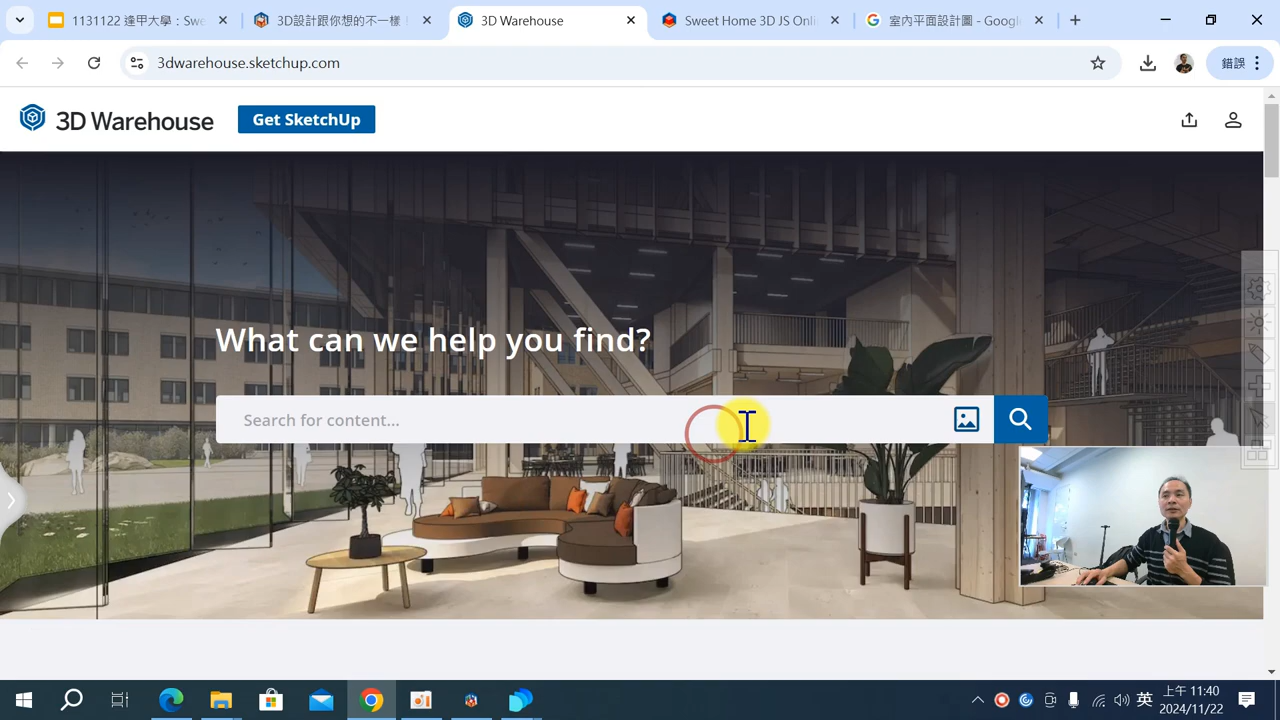 1131122 逢甲大學：Swe
3D設計跟你想的不一樣！
3D Warehouse
Sweet Home 3D JS Onli
室內平面設計圖 - Googl
3dwarehouse.sketchup.com
錯誤
3D Warehouse
Get SketchUp
What can we help you find?
Search for content...
英
上午 11:40
2024/11/22